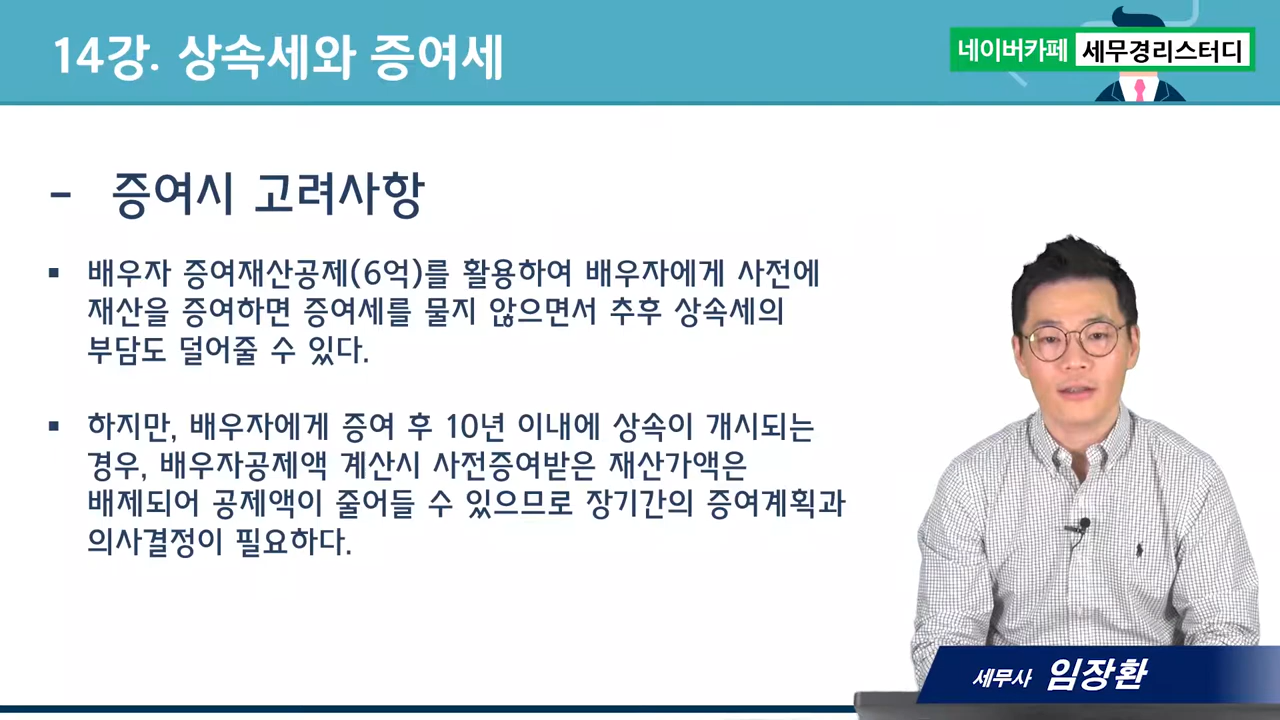 14강. 상속세와 증여세
네이버카페 세무경리스터디
- 증여시 고려사항
▪ 배우자 증여재산공제(6억)를 활용하여 배우자에게 사전에
재산을 증여하면 증여세를 물지 않으면서 추후 상속세의
부담도 덜어줄 수 있다.
▪ 하지만, 배우자에게 증여 후 10년 이내에 상속이 개시되는
경우, 배우자공제액 계산시 사전증여받은 재산가액은
배제되어 공제액이 줄어들 수 있으므로 장기간의 증여계획과
의사결정이 필요하다.
세무사 임장환